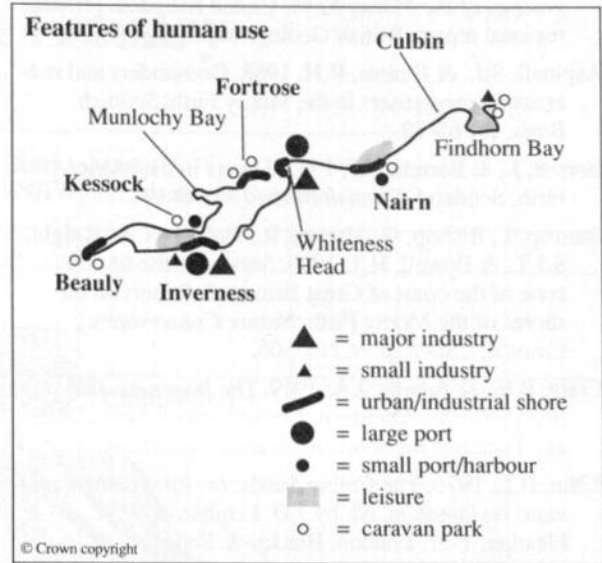 Features of human use
Culbin
Fortrose
Munlochy Bay
Findhorn Bay
Kessock
Nairn
Whiteness
Head
Beauly
Inverness
= major industry
= small industry
= urban/industrial shore
= large port
= small port/harbour
= leisure
= caravan park
© Crown copyright